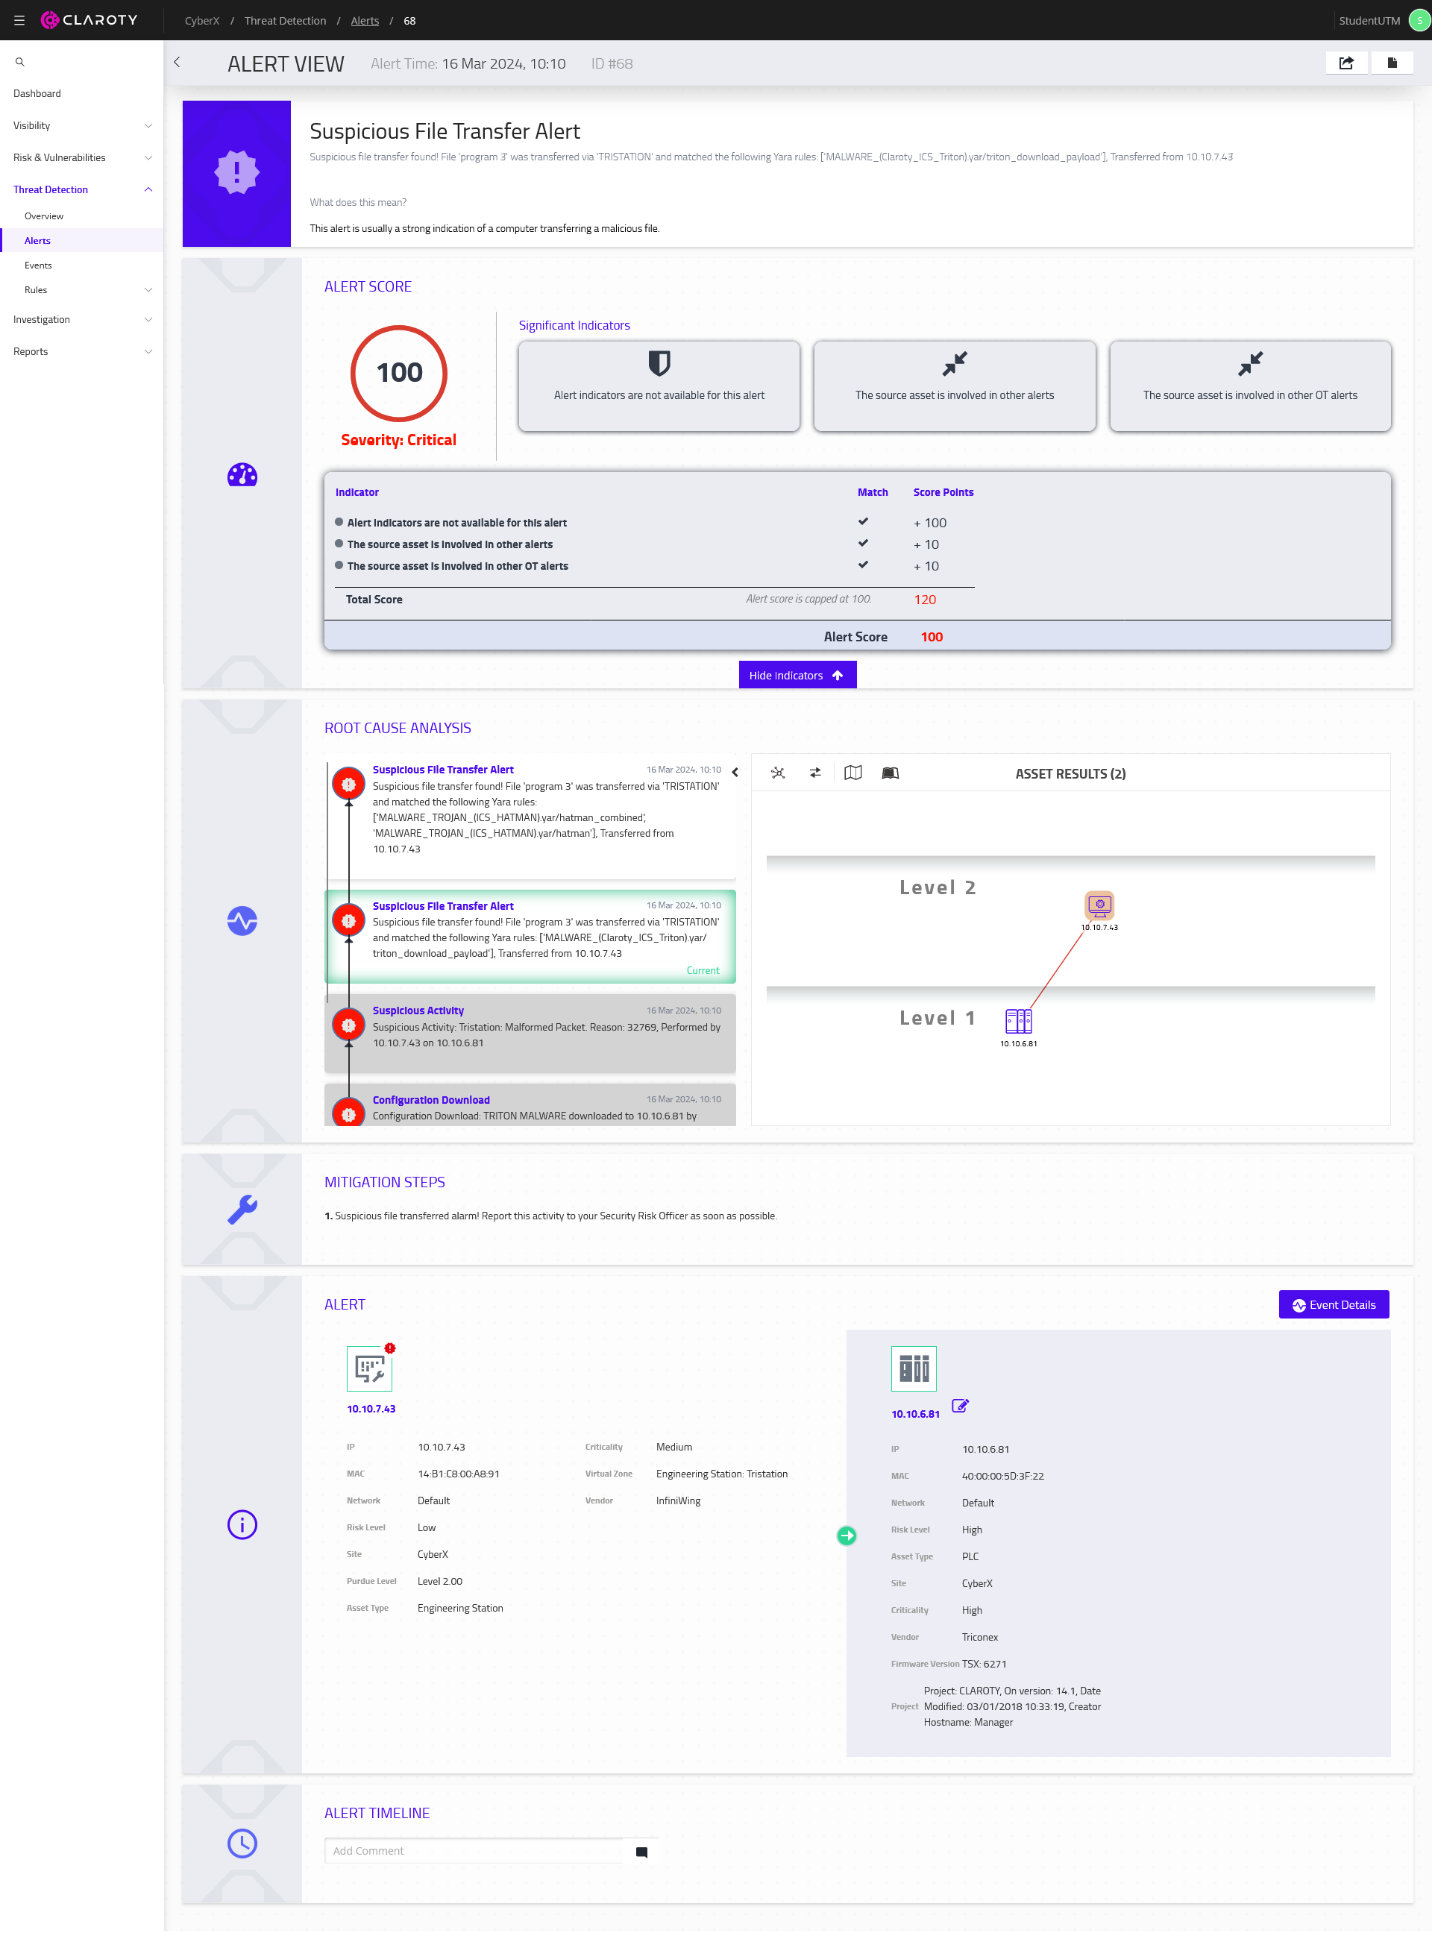 CLAROTY
CyberX / Threat Detection / Alerts / 68
StudentUTM S
Dashboard
Visibility
Risk & Vulnerabilities
Threat Detection
Overview
Alerts
Events
Rules
Investigation
Reports
ALERT VIEW Alert Time: 16 Mar 2024, 10:10 ID #68
Suspicious File Transfer Alert
Suspicious file transfer found! File 'program 3' was transferred via 'TRISTATION' and matched the following Yara rules: ['MALWARE_(Claroty_ICS_Triton).yar/triton_download_payload'], Transferred from 10.10.7.43
What does this mean?
This alert is usually a strong indication of a computer transferring a malicious file.
ALERT SCORE
100
Severity: Critical
Significant Indicators
Alert indicators are not available for this alert
The source asset is involved in other alerts
The source asset is involved in other OT alerts
Indicator Match Score Points
Alert indicators are not available for this alert + 100
The source asset is involved in other alerts + 10
The source asset is involved in other OT alerts + 10
Total Score Alert score is capped at 100. 120
Alert Score 100
Hide Indicators
ROOT CAUSE ANALYSIS
Suspicious File Transfer Alert 16 Mar 2024, 10:10
Suspicious file transfer found! File 'program 3' was transferred via 'TRISTATION'
and matched the following Yara rules:
['MALWARE_TROJAN_(ICS_HATMAN).yar/hatman_combined',
'MALWARE_TROJAN_(ICS_HATMAN).yar/hatman'], Transferred from
10.10.7.43
Suspicious File Transfer Alert 16 Mar 2024, 10:10
Suspicious file transfer found! File 'program 3' was transferred via 'TRISTATION'
and matched the following Yara rules: ['MALWARE_(Claroty_ICS_Triton).yar/
triton_download_payload'], Transferred from 10.10.7.43
Current
Suspicious Activity 16 Mar 2024, 10:10
Suspicious Activity: Tristation: Malformed Packet. Reason: 32769, Performed by
10.10.7.43 on 10.10.6.81
Configuration Download 16 Mar 2024, 10:10
Configuration Download: TRITON MALWARE downloaded to 10.10.6.81 by
ASSET RESULTS (2)
Level 2
10.10.7.43
Level 1
10.10.6.81
MITIGATION STEPS
1. Suspicious file transferred alarm! Report this activity to your Security Risk Officer as soon as possible.
ALERT
Event Details
10.10.7.43
IP 10.10.7.43
MAC 14:B1:C8:00:A8:91
Network Default
Risk Level Low
Site CyberX
Purdue Level Level 2.00
Asset Type Engineering Station
Criticality Medium
Virtual Zone Engineering Station: Tristation
Vendor InfiniWing
10.10.6.81
IP 10.10.6.81
MAC 40:00:00:5D:3F:22
Network Default
Risk Level High
Asset Type PLC
Site CyberX
Criticality High
Vendor Triconex
Firmware Version TSX: 6271
Project Project: CLAROTY, On version: 14.1, Date
Modified: 03/01/2018 10:33:19, Creator
Hostname: Manager
ALERT TIMELINE
Add Comment